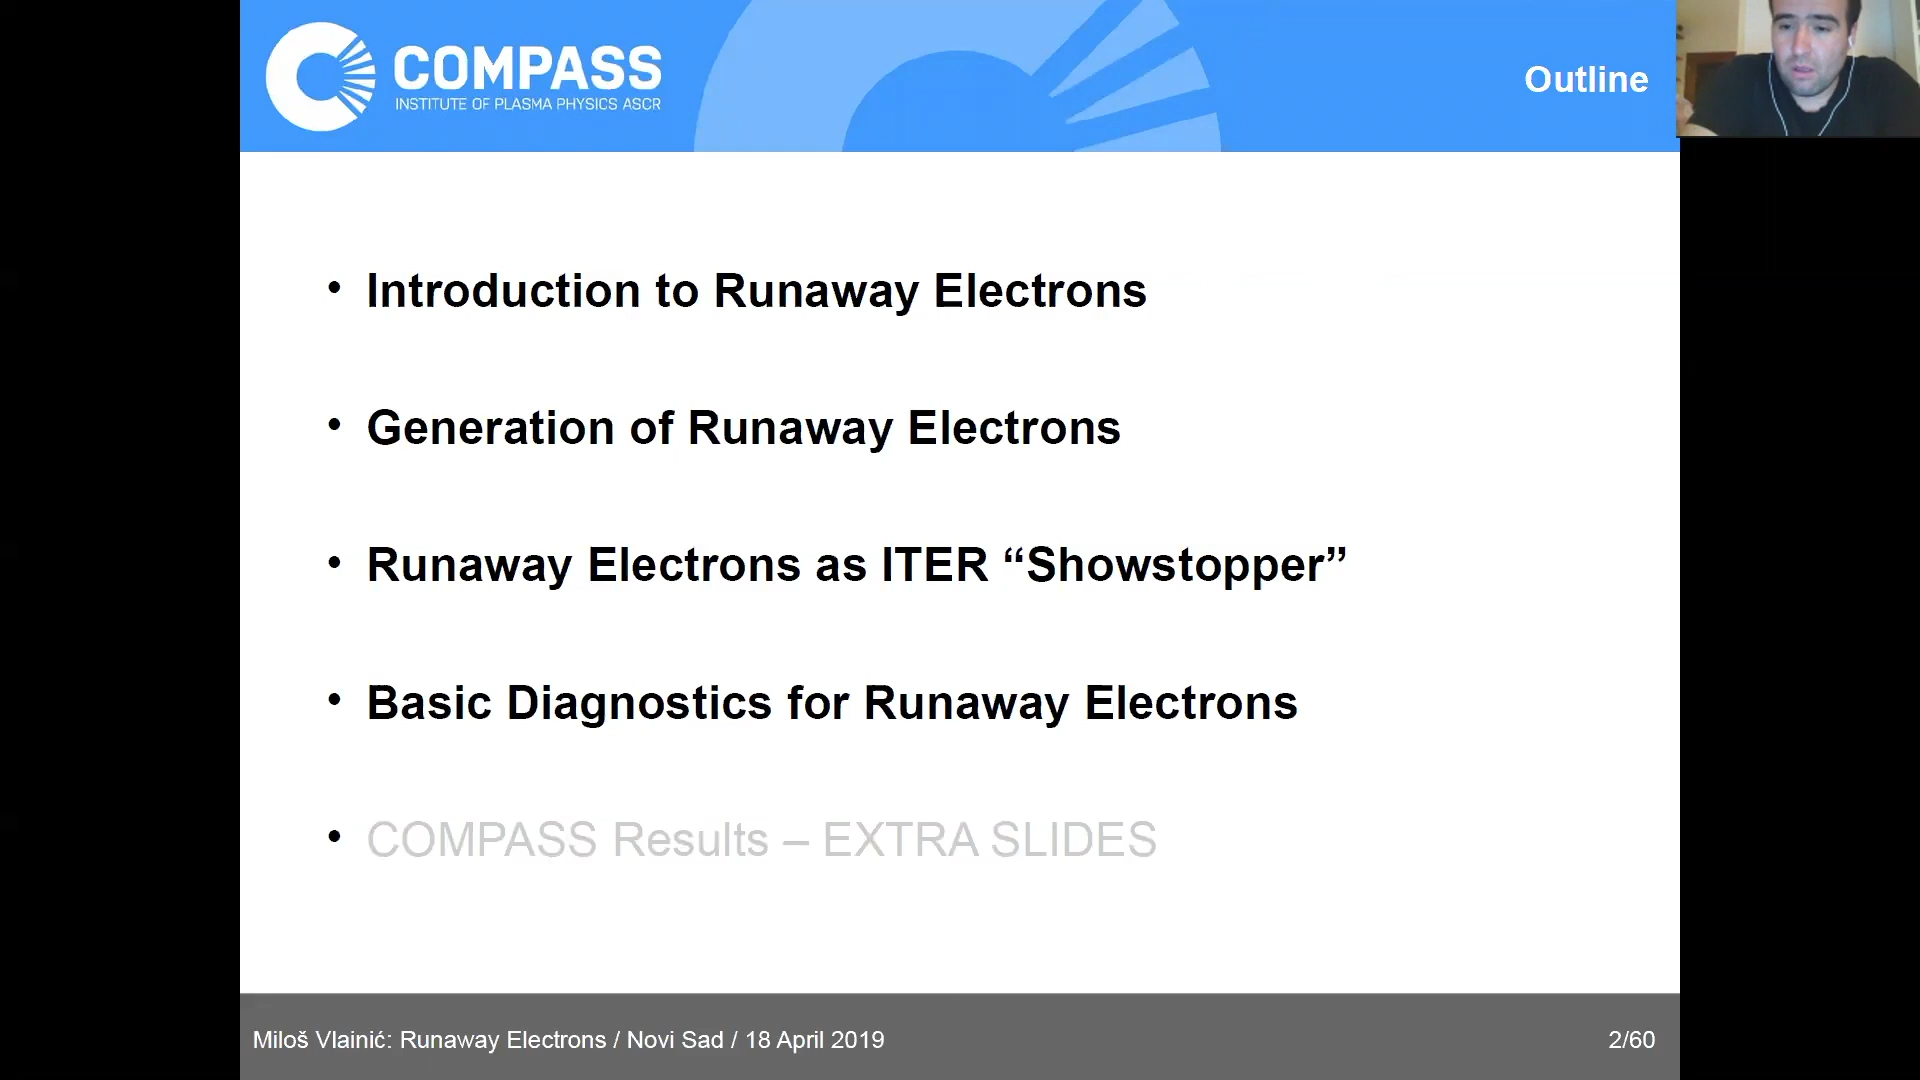 COMPASS
INSTITUTE OF PLASMA PHYSICS ASCR
Outline
• Introduction to Runaway Electrons
• Generation of Runaway Electrons
• Runaway Electrons as ITER “Showstopper”
• Basic Diagnostics for Runaway Electrons
• COMPASS Results – EXTRA SLIDES
Miloš Vlainić: Runaway Electrons / Novi Sad / 18 April 2019
2/60